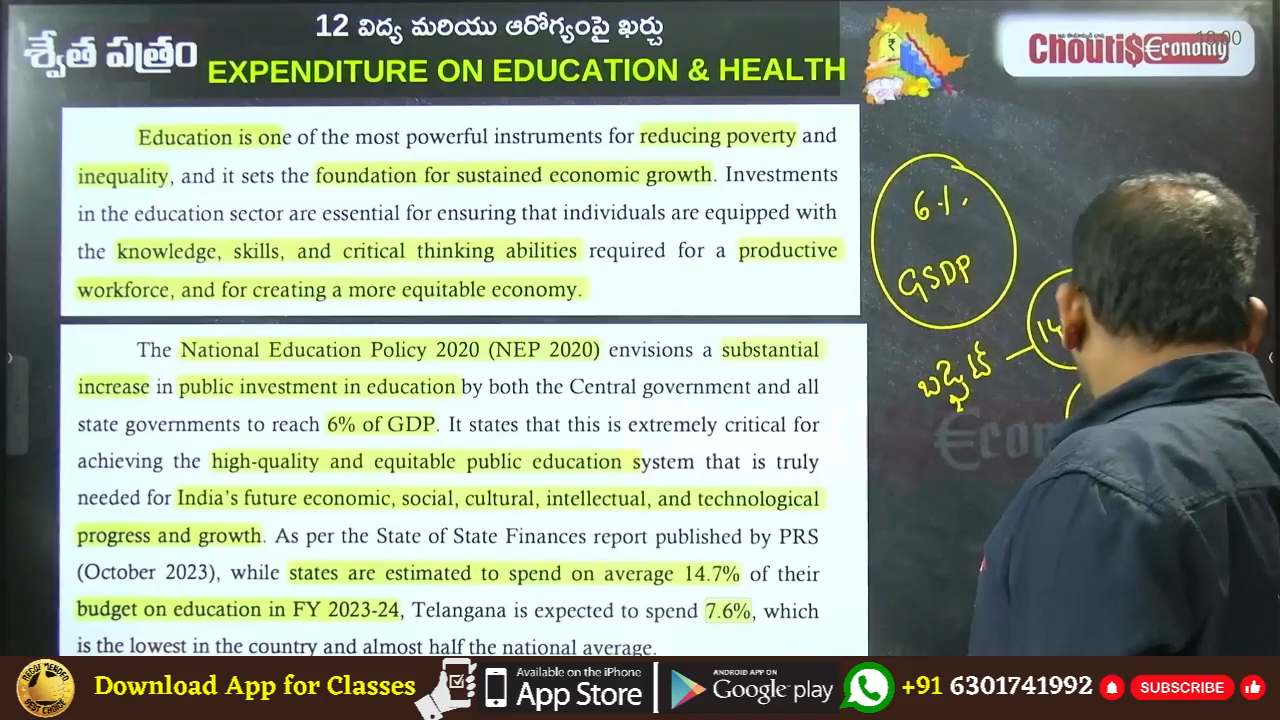 12 విద్య మరియు ఆరోగ్యంపై ఖర్చు
శ్వేత పత్రం
EXPENDITURE ON EDUCATION & HEALTH
Chouti$ €conomy
18:00
Education is one of the most powerful instruments for reducing poverty and
inequality, and it sets the foundation for sustained economic growth. Investments
in the education sector are essential for ensuring that individuals are equipped with
the knowledge, skills, and critical thinking abilities required for a productive
workforce, and for creating a more equitable economy.
6%
GSDP
14
బడ్జెట్
The National Education Policy 2020 (NEP 2020) envisions a substantial
increase in public investment in education by both the Central government and all
state governments to reach 6% of GDP. It states that this is extremely critical for
achieving the high-quality and equitable public education system that is truly
needed for India's future economic, social, cultural, intellectual, and technological
progress and growth. As per the State of State Finances report published by PRS
(October 2023), while states are estimated to spend on average 14.7% of their
budget on education in FY 2023-24, Telangana is expected to spend 7.6%, which
is the lowest in the country and almost half the national average.
€con
Download App for Classes
Available on the iPhone
App Store
ANDROID APP ON
Google play
+91 6301741992
SUBSCRIBE